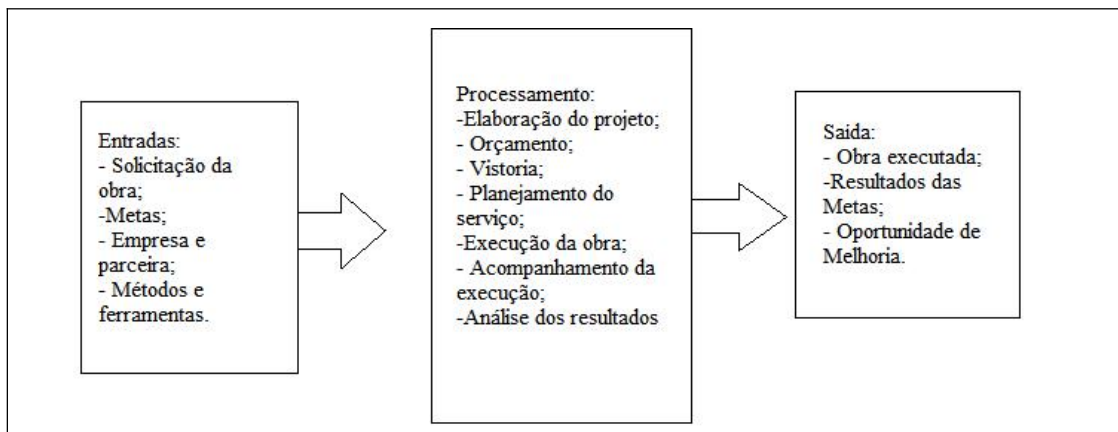 Entradas:
- Solicitação da
obra;
-Metas;
- Empresa e
parceira;
- Métodos e
ferramentas.
Processamento:
-Elaboração do projeto;
- Orçamento;
- Vistoria;
- Planejamento do
serviço;
-Execução da obra;
- Acompanhamento da
execução;
-Análise dos resultados
Saida:
- Obra executada;
-Resultados das
Metas;
- Oportunidade de
Melhoria.